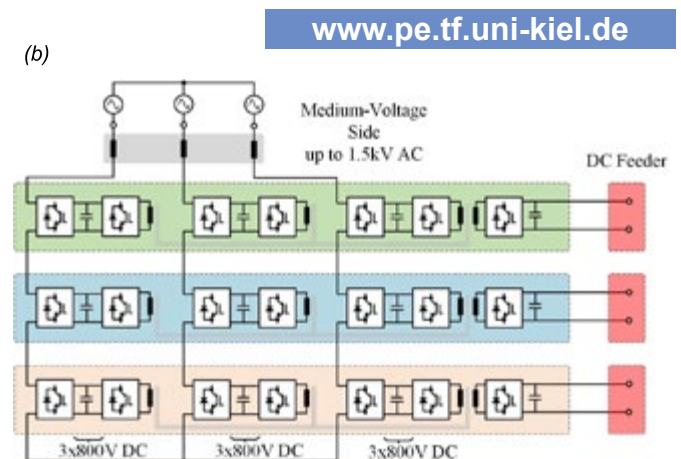 www.pe.tf.uni-kiel.de
(b)
Medium-Voltage
Side
up to 1.5kV AC
DC Feeder
3x800V DC
3x800V DC
3x800V DC